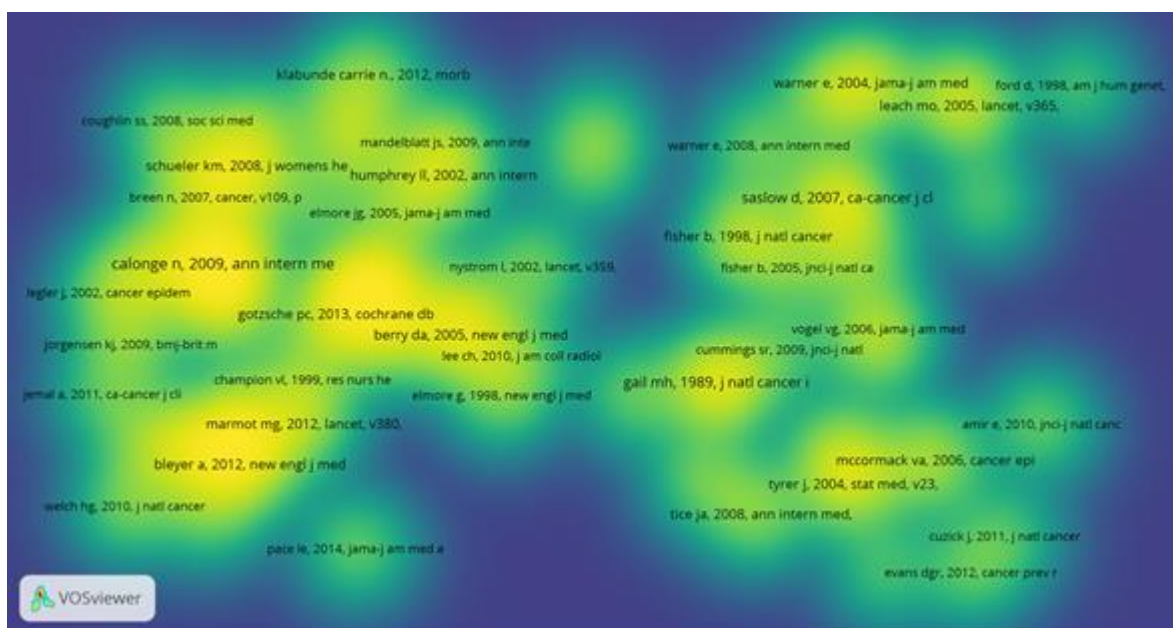 klabunde carrie n., 2012, morb
warner e, 2004, jama-j am med
ford d, 1998, am j hum genet,
leach mo, 2005, lancet, v365,
coughlin ss, 2008, soc sci med
mandelblatt js, 2009, ann inte
warner e, 2008, ann intern med
schueler km, 2008, j womens he
humphrey ll, 2002, ann intern
breen n, 2007, cancer, v109, p
saslow d, 2007, ca-cancer j cl
elmore jg, 2005, jama-j am med
fisher b, 1998, j natl cancer
calonge n, 2009, ann intern me
nystrom l, 2002, lancet, v359,
fisher b, 2005, jnci-j natl ca
legler j, 2002, cancer epidem
gotzsche pc, 2013, cochrane db
vogel vg, 2006, jama-j am med
berry da, 2005, new engl j med
jorgensen kj, 2009, bmj-brit m
cummings sr, 2009, jnci-j natl
lee ch, 2010, j am coll radiol
champion vl, 1999, res nurs he
gail mh, 1989, j natl cancer i
jemal a, 2011, ca-cancer j cli
elmore g, 1998, new engl j med
marmot mg, 2012, lancet, v380,
amir e, 2010, jnci-j natl canc
bleyer a, 2012, new engl j med
mccormack va, 2006, cancer epi
tyrer j, 2004, stat med, v23,
welch hg, 2010, j natl cancer
tice ja, 2008, ann intern med,
cuzick j, 2011, j natl cancer
pace le, 2014, jama-j am med a
evans dgr, 2012, cancer prev r
VOSviewer